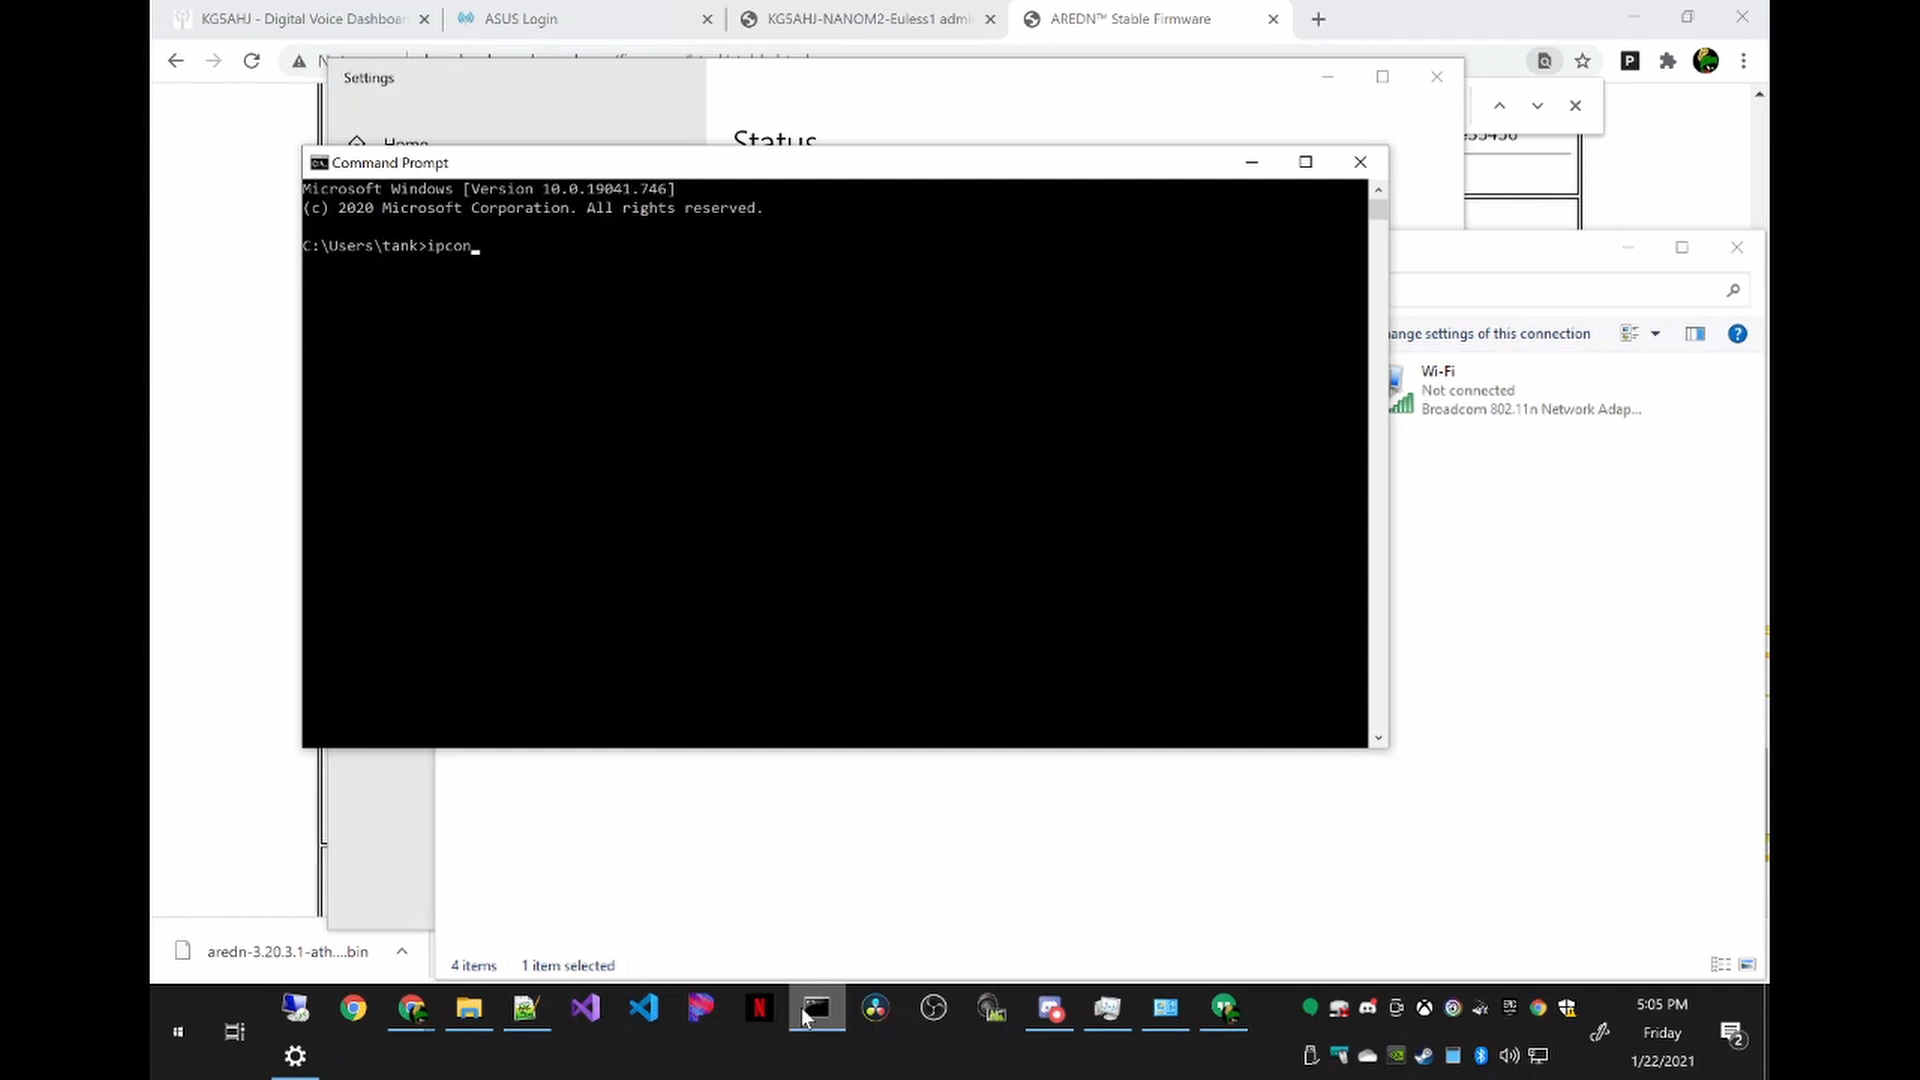 KG5AHJ - Digital Voice Dashboar
ASUS Login
KG5AHJ-NANOM2-Euless1 admi
AREDN™ Stable Firmware
Settings
Home
Status
Command Prompt
Microsoft Windows [Version 10.0.19041.746]
(c) 2020 Microsoft Corporation. All rights reserved.
C:\Users\tank>ipcon_
ange settings of this connection
Wi-Fi
Not connected
Broadcom 802.11n Network Adap...
aredn-3.20.3.1-ath....bin
4 items
1 item selected
5:05 PM
Friday
1/22/2021
2